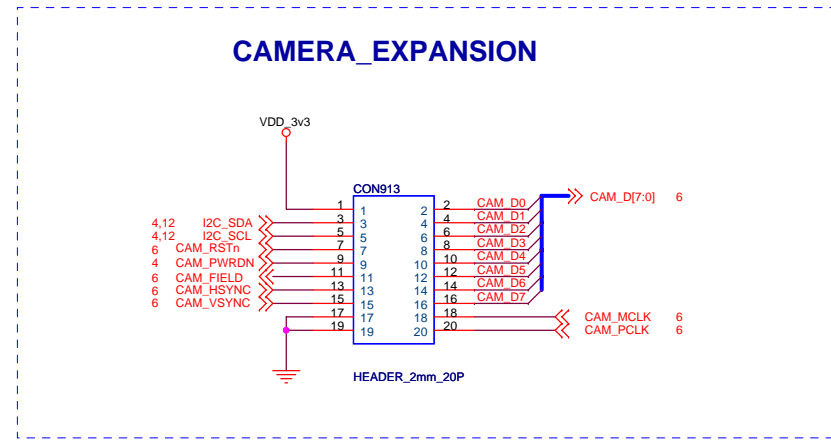 CAMERA_EXPANSION
VDD_3v3
CON913
1 1 2 2 CAM_D0
4,12 I2C_SDA 3 3 4 4 CAM_D1
4,12 I2C_SCL 5 5 6 6 CAM_D2
6 CAM_RSTn 7 7 8 8 CAM_D3
4 CAM_PWRDN 9 9 10 10 CAM_D4
6 CAM_FIELD 11 11 12 12 CAM_D5
6 CAM_HSYNC 13 13 14 14 CAM_D6
6 CAM_VSYNC 15 15 16 16 CAM_D7
CAM_D[7:0] 6
17 17 18 18 CAM_MCLK 6
19 19 20 20 CAM_PCLK 6
HEADER_2mm_20P